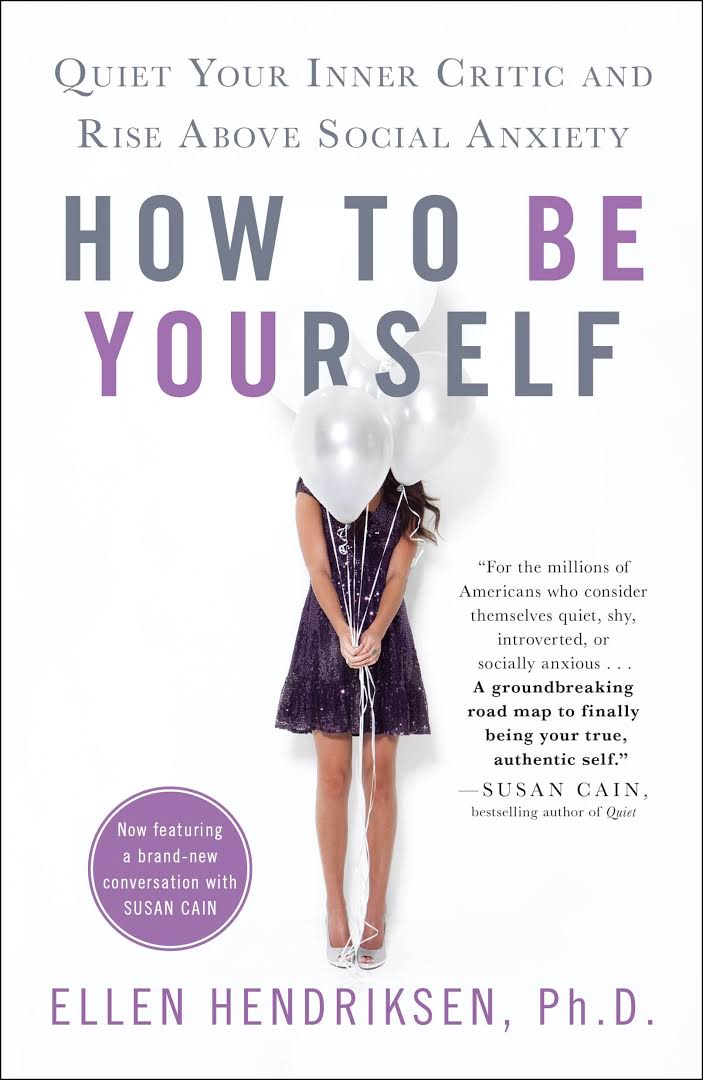 QUIET YOUR INNER CRITIC AND
RISE ABOVE SOCIAL ANXIETY
HOW TO BE
YOURSELF
“For the millions of
Americans who consider
themselves quiet, shy,
introverted, or
socially anxious . . .
A groundbreaking
road map to finally
being your true,
authentic self.”
—SUSAN CAIN,
bestselling author of Quiet
Now featuring
a brand-new
conversation with
SUSAN CAIN
ELLEN HENDRIKSEN, Ph.D.